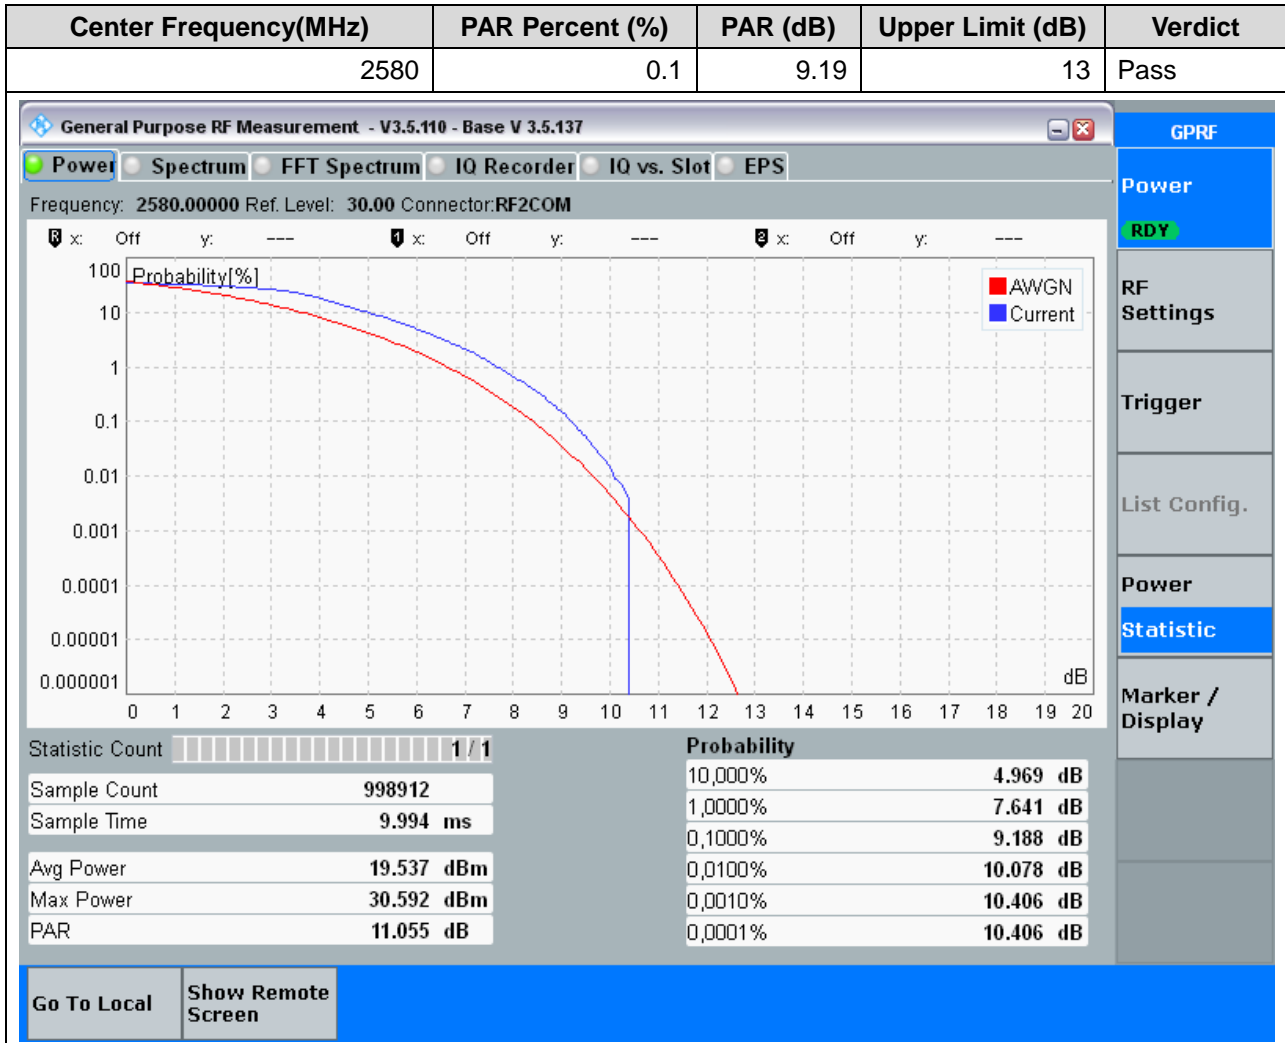 Center Frequency(MHz) PAR Percent (%) PAR (dB) Upper Limit (dB) Verdict
2580 0.1 9.19 13 Pass
General Purpose RF Measurement - V3.5.110 - Base V 3.5.137
GPRF
Power Spectrum FFT Spectrum IQ Recorder IQ vs. Slot EPS
Frequency: 2580.00000 Ref. Level: 30.00 Connector:RF2COM
R x: Off y: --- 1 x: Off y: --- 2 x: Off y: ---
Probability[%]
100
10
1
0.1
0.01
0.001
0.0001
0.00001
0.000001
AWGN
Current
dB
0 1 2 3 4 5 6 7 8 9 10 11 12 13 14 15 16 17 18 19 20
Statistic Count 1 / 1
Sample Count 998912
Sample Time 9.994 ms
Avg Power 19.537 dBm
Max Power 30.592 dBm
PAR 11.055 dB
Probability
10,000% 4.969 dB
1,0000% 7.641 dB
0,1000% 9.188 dB
0,0100% 10.078 dB
0,0010% 10.406 dB
0,0001% 10.406 dB
Power
RDY
RF
Settings
Trigger
List Config.
Power
Statistic
Marker /
Display
Go To Local
Show Remote
Screen